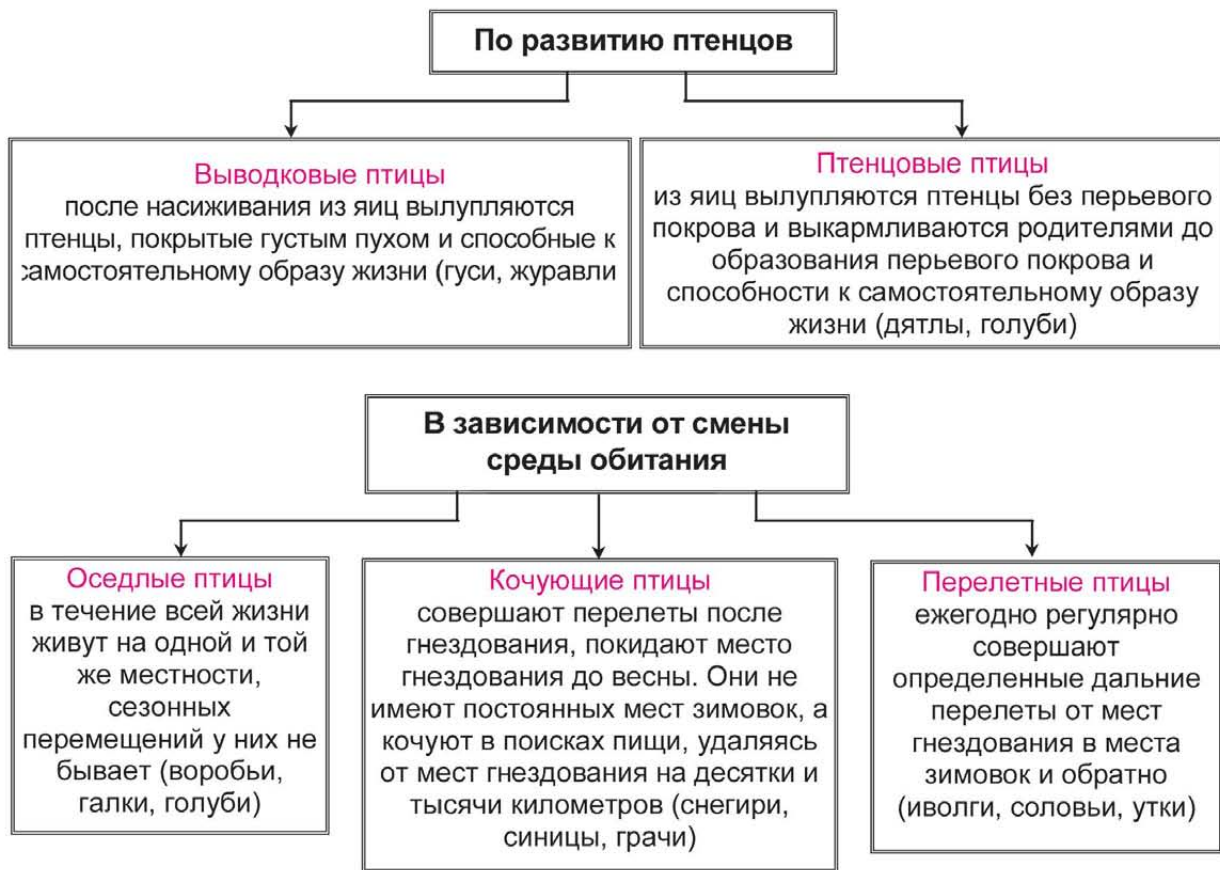 По развитию птенцов
Выводковые птицы
после насиживания из яиц вылупляются
птенцы, покрытые густым пухом и способные к
самостоятельному образу жизни (гуси, журавли
Птенцовые птицы
из яиц вылупляются птенцы без перьевого
покрова и выкармливаются родителями до
образования перьевого покрова и
способности к самостоятельному образу
жизни (дятлы, голуби)
В зависимости от смены
среды обитания
Оседлые птицы
в течение всей жизни
живут на одной и той
же местности,
сезонных
перемещений у них не
бывает (воробьи,
галки, голуби)
Кочующие птицы
совершают перелеты после
гнездования, покидают место
гнездования до весны. Они не
имеют постоянных мест зимовок, а
кочуют в поисках пищи, удаляясь
от мест гнездования на десятки и
тысячи километров (снегири,
синицы, грачи)
Перелетные птицы
ежегодно регулярно
совершают
определенные дальние
перелеты от мест
гнездования в места
зимовок и обратно
(иволги, соловьи, утки)